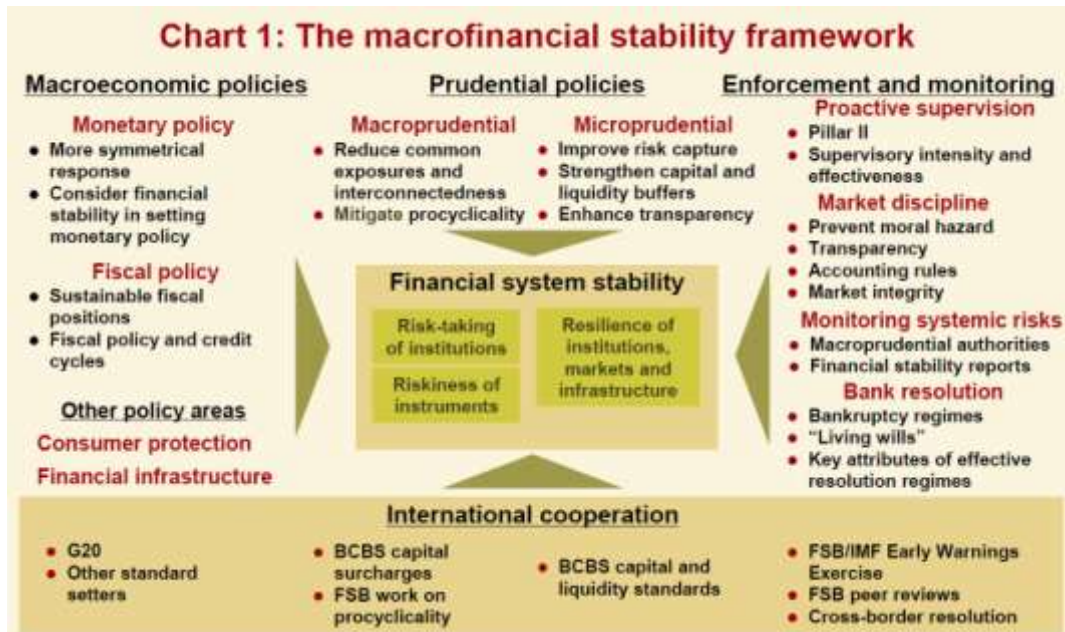 Chart 1: The macrofinancial stability framework
Macroeconomic policies
Monetary policy
• More symmetrical
response
• Consider financial
stability in setting
monetary policy
Fiscal policy
• Sustainable fiscal
positions
• Fiscal policy and credit
cycles
Other policy areas
Consumer protection
Financial infrastructure
Prudential policies
Macroprudential
• Reduce common
exposures and
interconnectedness
• Mitigate procyclicality
Microprudential
• Improve risk capture
• Strengthen capital and
liquidity buffers
• Enhance transparency
Financial system stability
Risk-taking
of institutions
Riskiness of
instruments
Resilience of
institutions,
markets and
infrastructure
Enforcement and monitoring
Proactive supervision
• Pillar II
• Supervisory intensity and
effectiveness
Market discipline
• Prevent moral hazard
• Transparency
• Accounting rules
• Market integrity
Monitoring systemic risks
• Macroprudential authorities
• Financial stability reports
Bank resolution
• Bankruptcy regimes
• “Living wills”
• Key attributes of effective
resolution regimes
International cooperation
• G20
• Other standard
setters
• BCBS capital
surcharges
• FSB work on
procyclicality
• BCBS capital and
liquidity standards
• FSB/IMF Early Warnings
Exercise
• FSB peer reviews
• Cross-border resolution